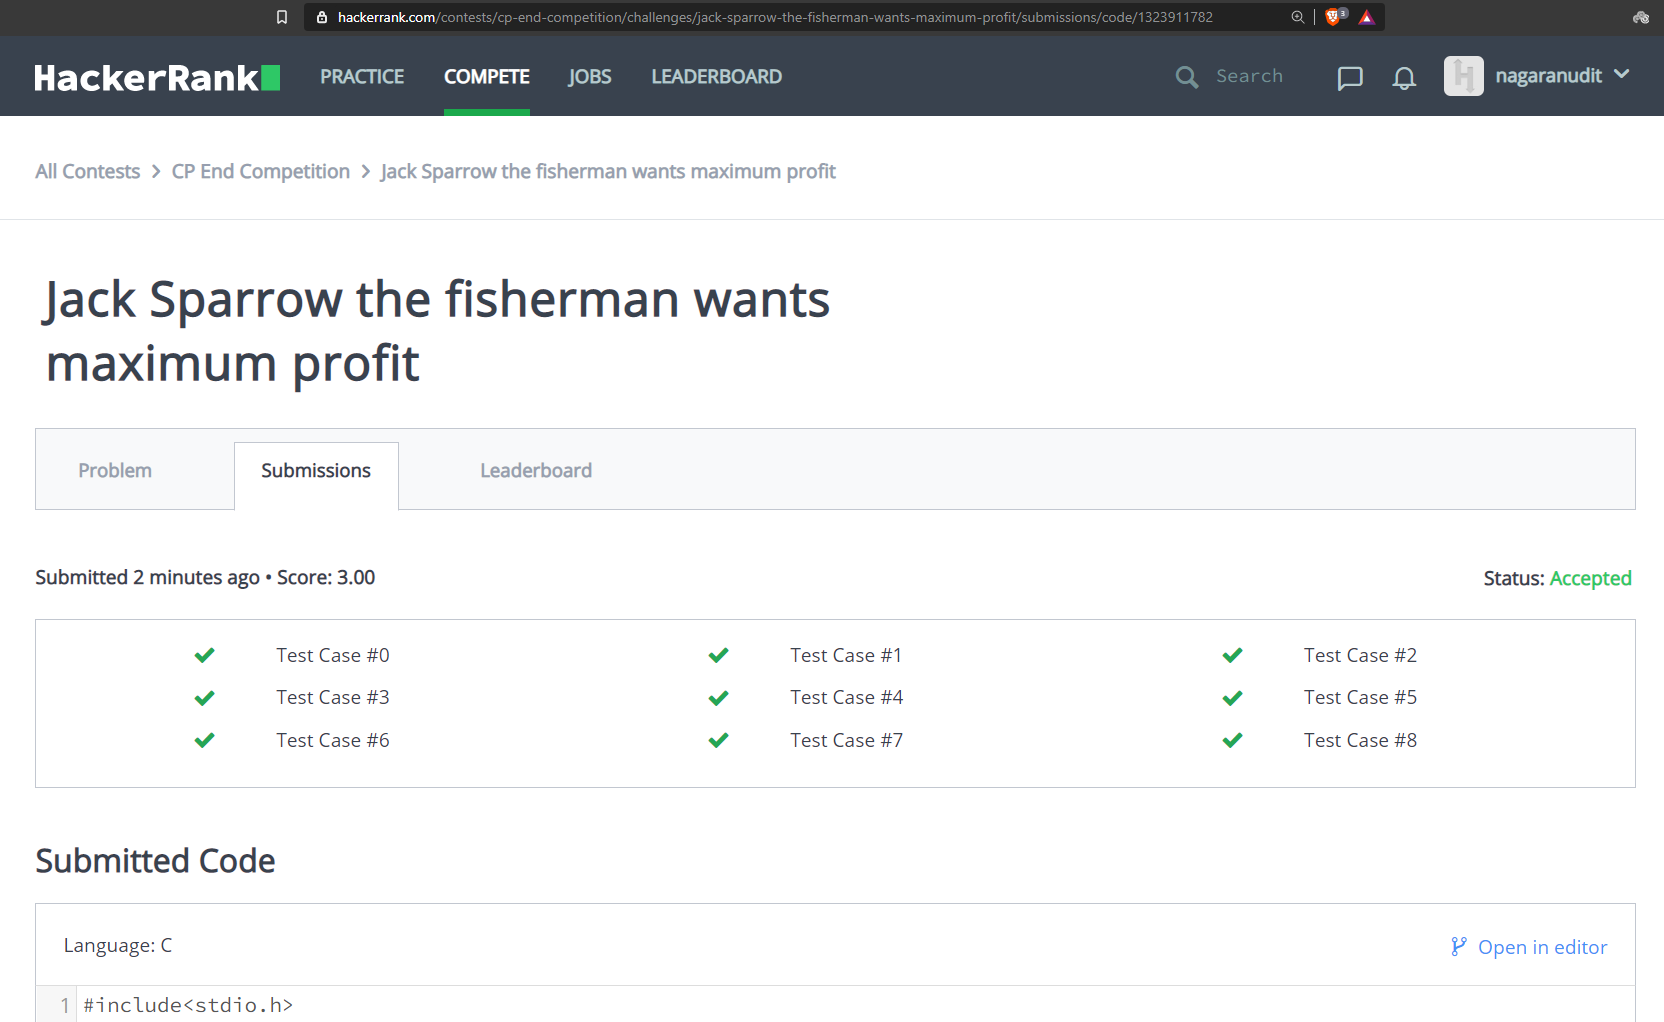 hackerrank.com/contests/cp-end-competition/challenges/jack-sparrow-the-fisherman-wants-maximum-profit/submissions/code/1323911782
3
HackerRank
PRACTICE
COMPETE
JOBS
LEADERBOARD
Search
H
nagaranudit
All Contests > CP End Competition > Jack Sparrow the fisherman wants maximum profit
Jack Sparrow the fisherman wants
maximum profit
Problem
Submissions
Leaderboard
Submitted 2 minutes ago • Score: 3.00
Status: Accepted
Test Case #0
Test Case #1
Test Case #2
Test Case #3
Test Case #4
Test Case #5
Test Case #6
Test Case #7
Test Case #8
Submitted Code
Language: C
Open in editor
1 #include<stdio.h>